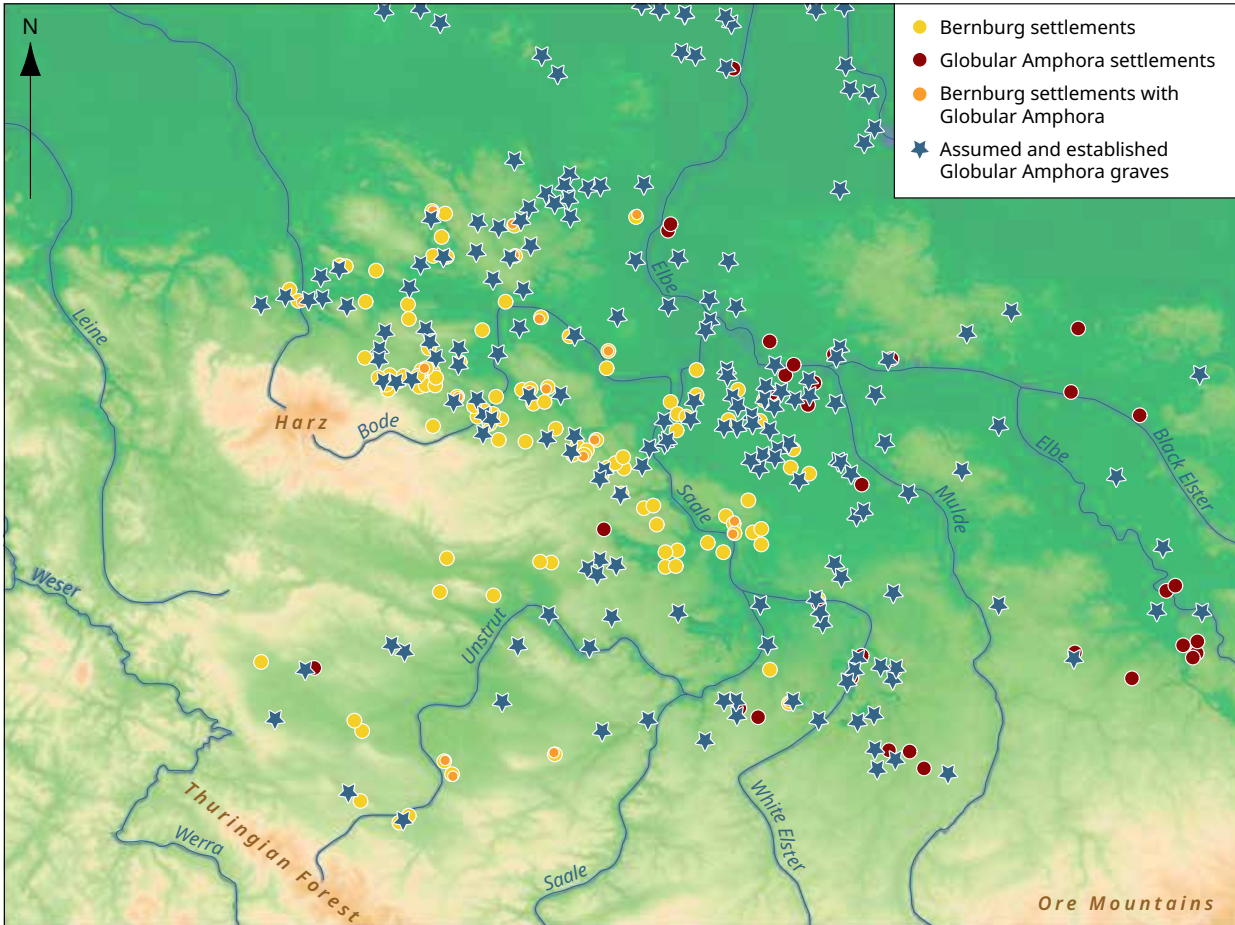 N
Bernburg settlements
Globular Amphora settlements
Bernburg settlements with
Globular Amphora
Assumed and established
Globular Amphora graves
Elbe
Leine
Harz
Bode
Elbe
Black Elster
Saale
Mulde
Weser
Unstrut
Thuringian Forest
Werra
White Elster
Saale
Ore Mountains